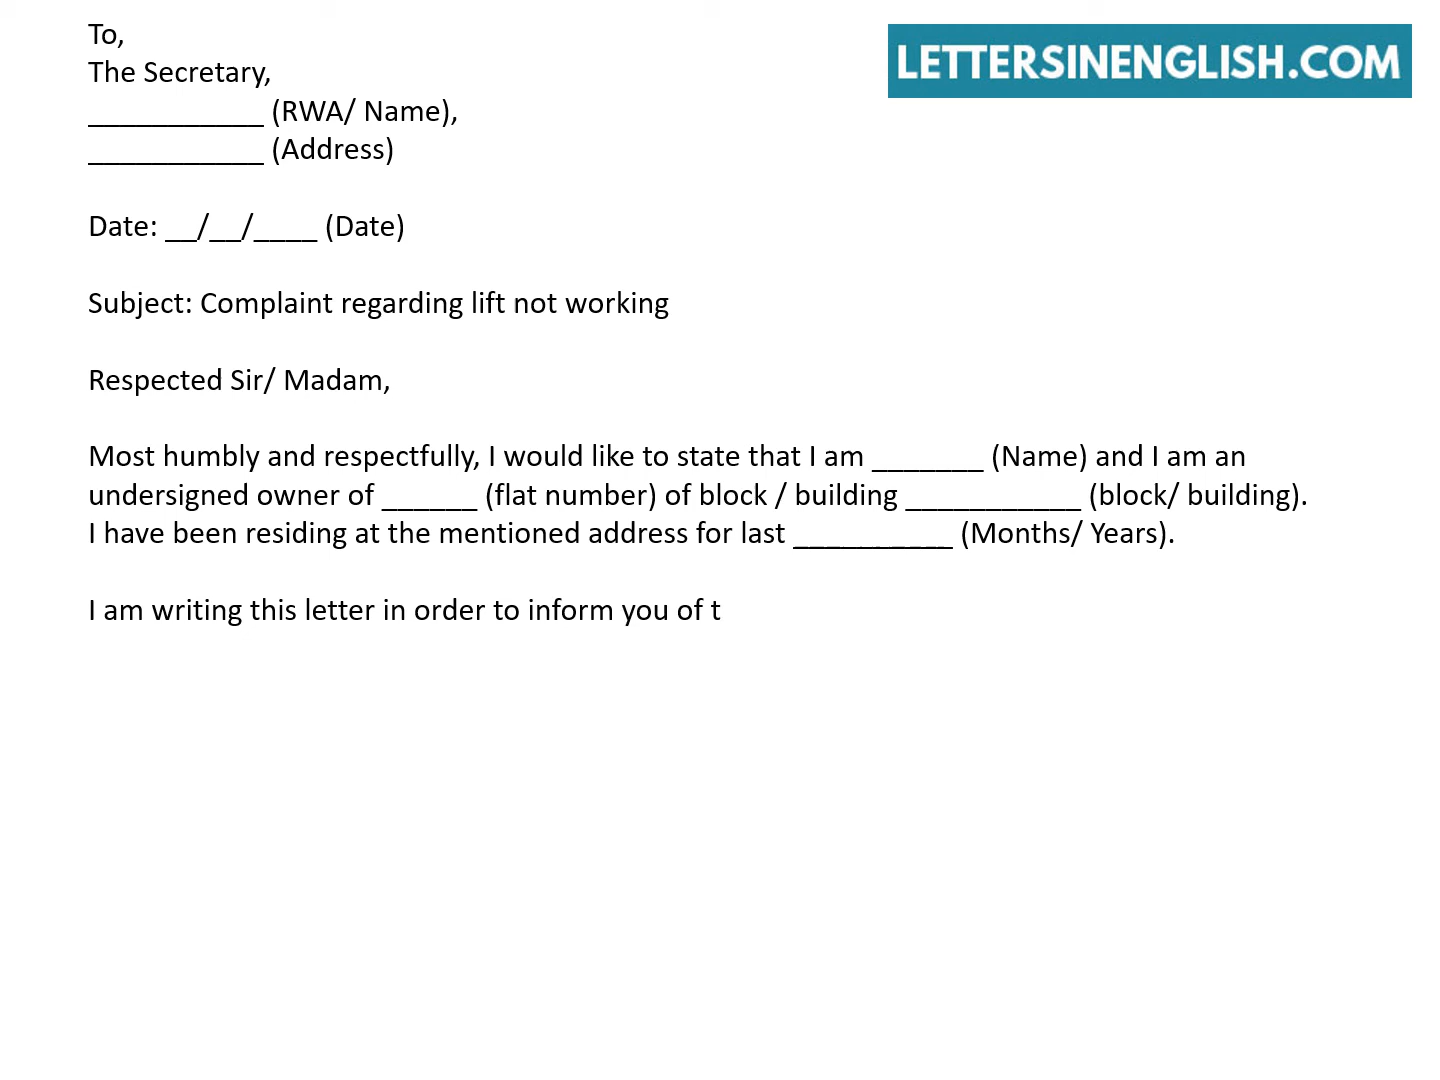 To,
LETTERSINENGLISH.COM
The Secretary,
___________ (RWA/ Name),
___________ (Address)
Date: __/__/____ (Date)
Subject: Complaint regarding lift not working
Respected Sir/ Madam,
Most humbly and respectfully, I would like to state that I am _______ (Name) and I am an
undersigned owner of ______ (flat number) of block / building ___________ (block/ building).
I have been residing at the mentioned address for last __________ (Months/ Years).
I am writing this letter in order to inform you of t